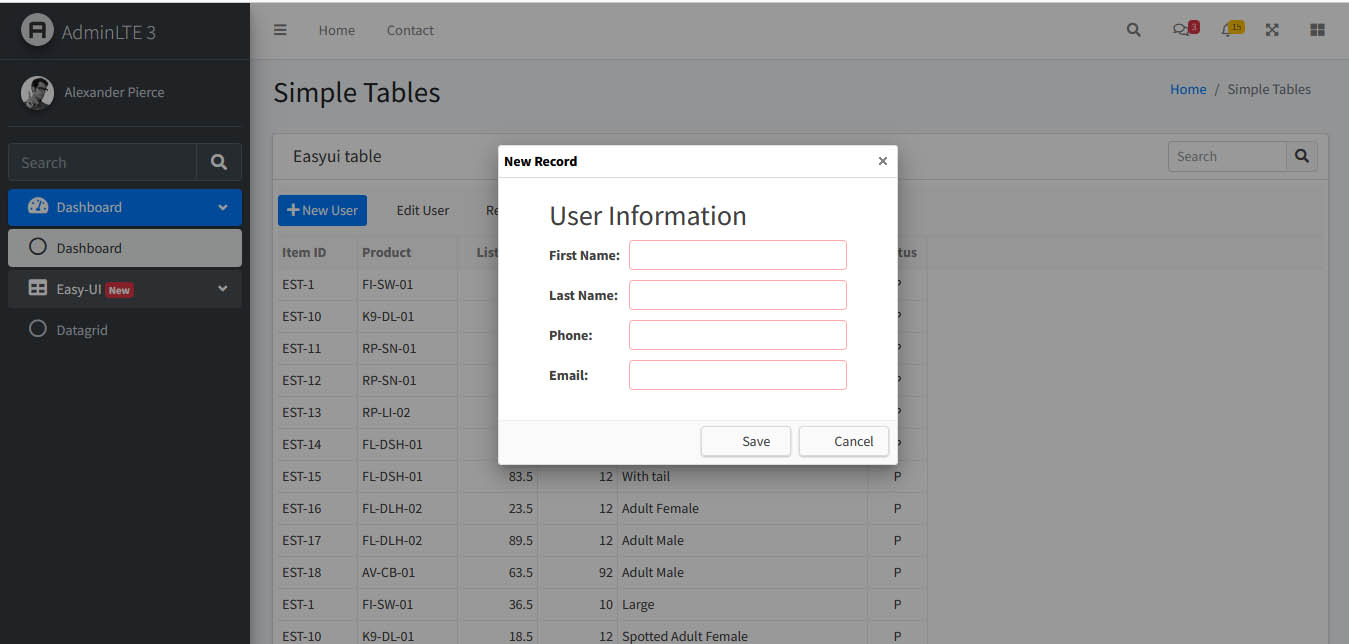 AdminLTE 3
Home Contact
3
15
Alexander Pierce
Simple Tables
Home / Simple Tables
Search
Easyui table
Search
Dashboard
Dashboard
Easy-UI New
Datagrid
New User Edit User
New Record
×
User Information
First Name:
Last Name:
Phone:
Email:
Save Cancel
Item ID Product
EST-1 FI-SW-01
EST-10 K9-DL-01
EST-11 RP-SN-01
EST-12 RP-SN-01
EST-13 RP-LI-02
EST-14 FL-DSH-01
EST-15 FL-DSH-01 83.5 12 With tail P
EST-16 FL-DLH-02 23.5 12 Adult Female P
EST-17 FL-DLH-02 89.5 12 Adult Male P
EST-18 AV-CB-01 63.5 92 Adult Male P
EST-1 FI-SW-01 36.5 10 Large P
EST-10 K9-DL-01 18.5 12 Spotted Adult Female P